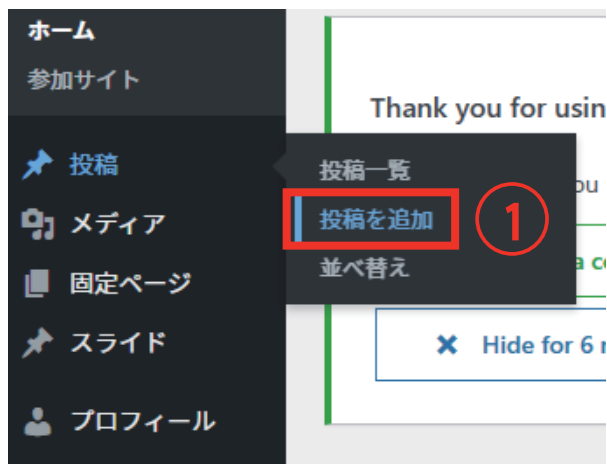 ホーム
参加サイト
Thank you for usin
投稿
投稿一覧
ou
メディア
投稿を追加
1
a c
固定ページ
並べ替え
スライド
Hide for 6
プロフィール